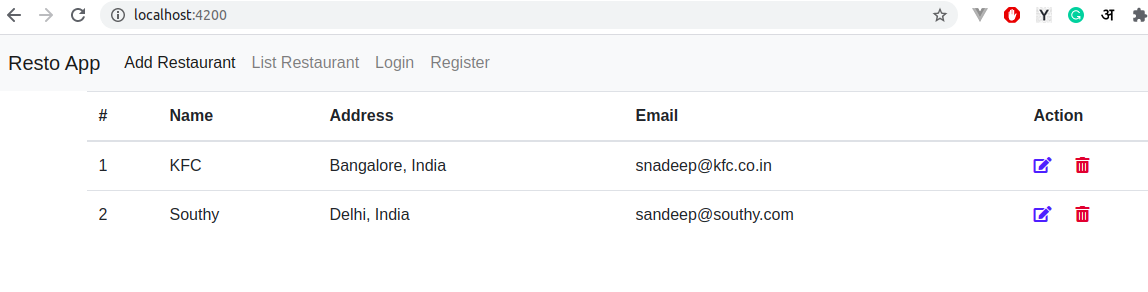 localhost:4200
Y
G
अ
Resto App Add Restaurant List Restaurant Login Register
# Name Address Email Action
1 KFC Bangalore, India snadeep@kfc.co.in
2 Southy Delhi, India sandeep@southy.com